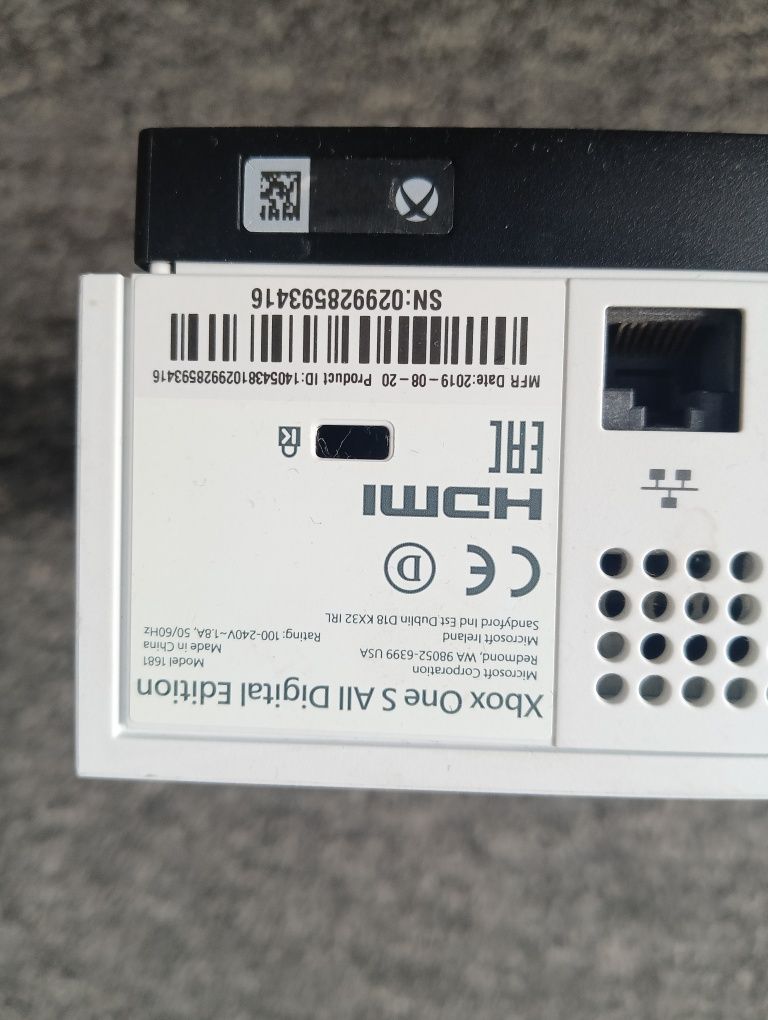 Xbox One S All Digital Edition
Microsoft Corporation
Redmond, WA 98052-6399 USA
Microsoft Ireland
Sandyford Ind Est Dublin D18 KX32 IRL
Model 1681
Made in China
Rating: 100-240V~1.8A, 50/60Hz
CE D
HDMI
EAC
K
MFR Date:2019-08-20 Product ID:140543810299285​93416
SN:029928593416